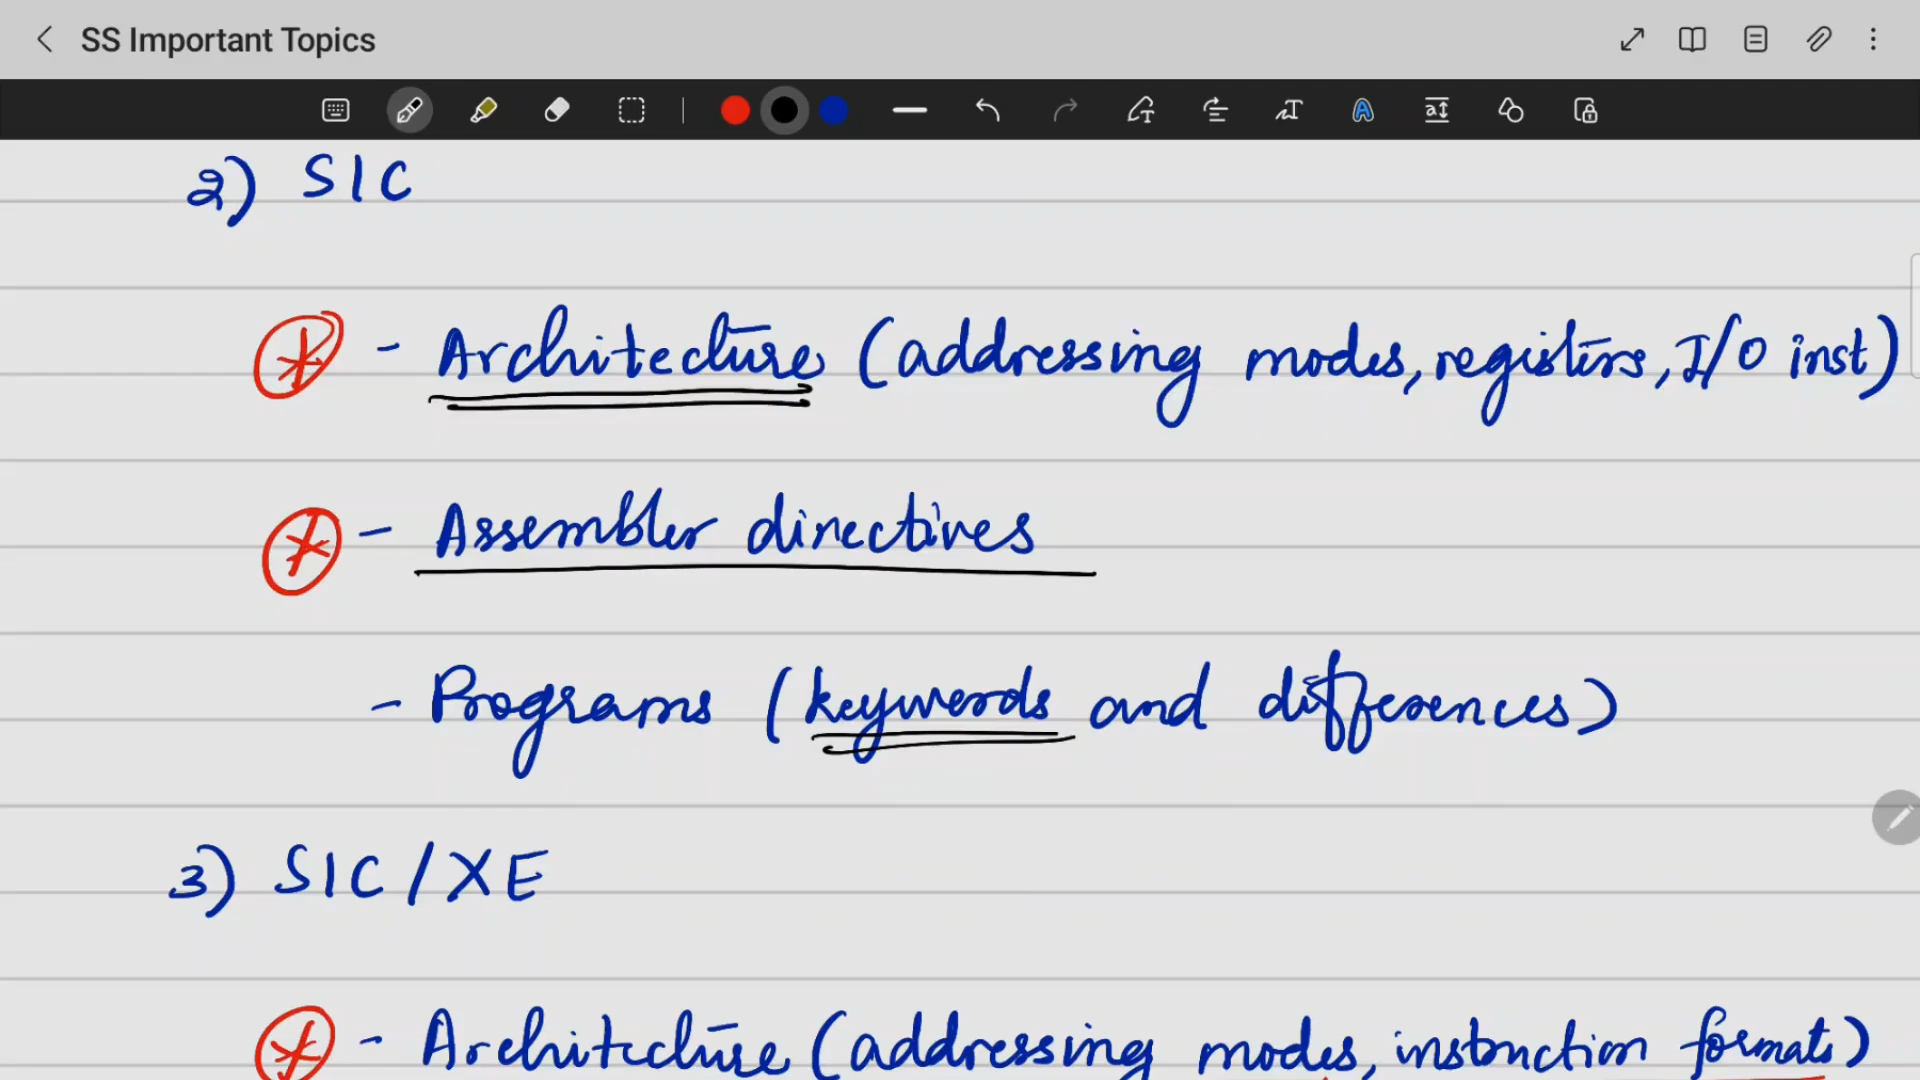 SS Important Topics
2) SIC
* - Architecture (addressing modes, registers, I/O inst)
* - Assembler directives
- Programs (keywords and differences)
3) SIC/XE
* - Architecture (addressing modes, instruction formats)